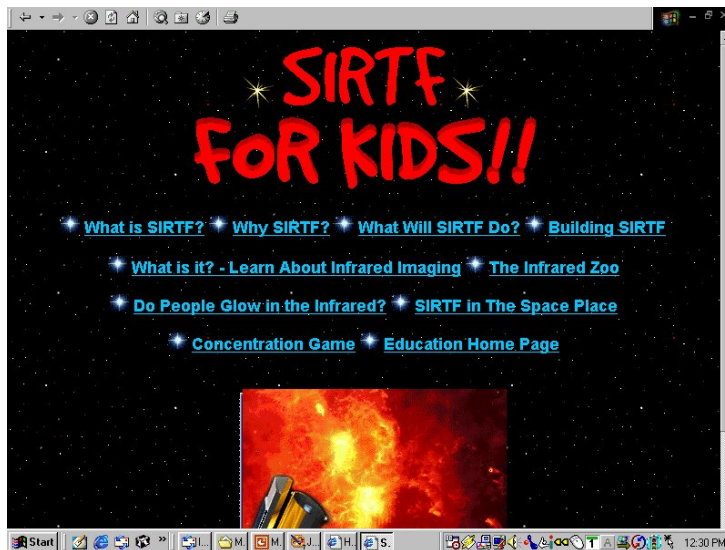 SIRTF
FOR KIDS!!
What is SIRTF? Why SIRTF? What Will SIRTF Do? Building SIRTF
What is it? - Learn About Infrared Imaging The Infrared Zoo
Do People Glow in the Infrared? SIRTF in The Space Place
Concentration Game Education Home Page
Start I... M. M. J... H. S. 12:30 PM